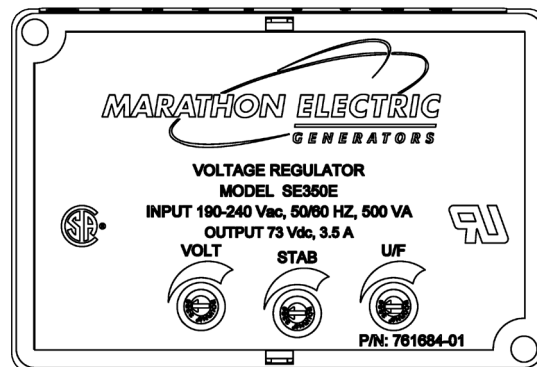 MARATHON ELECTRIC
GENERATORS
VOLTAGE REGULATOR
MODEL SE350E
INPUT 190-240 Vac, 50/60 HZ, 500 VA
OUTPUT 73 Vdc, 3.5 A
VOLT STAB U/F
P/N: 761684-01